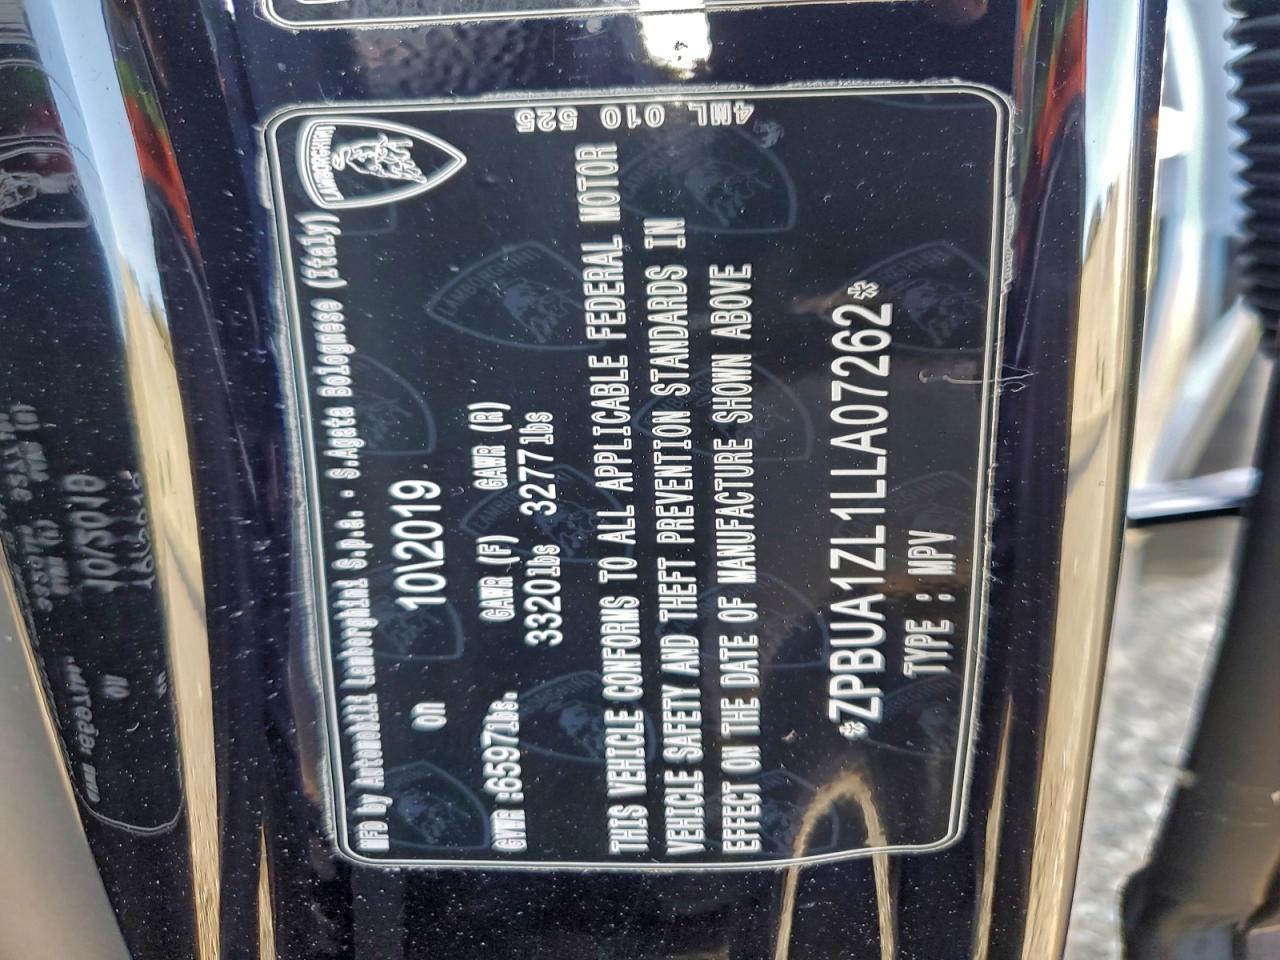 LAMBORGHINI
MFD by Automobili Lamborghini S.p.a. . S.Agata Bolognese (Italy)
on 10\2019
GVWR :6597lbs. GAWR (F) GAWR (R)
3320lbs 3277lbs
4ML 010 525
THIS VEHICLE CONFORMS TO ALL APPLICABLE FEDERAL MOTOR
VEHICLE SAFETY AND THEFT PREVENTION STANDARDS IN
EFFECT ON THE DATE OF MANUFACTURE SHOWN ABOVE
*ZPBUA1ZL1LLA07262*
TYPE : MPV